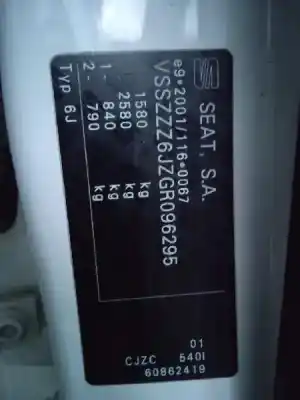 SEAT, S.A.
e9*2001/116*0067
VSSZZZ6JZGR096295
1580 kg
2580 kg
1- 840 kg
2- 790 kg
Typ 6J
01
CJZC 540I
60862419